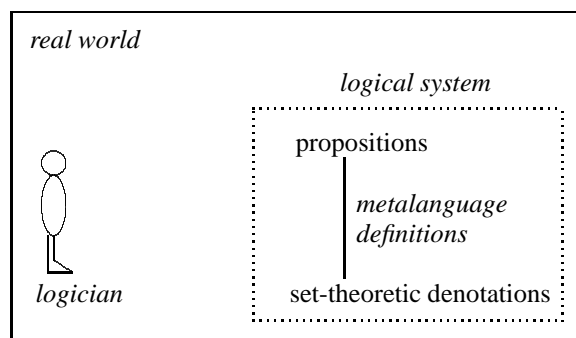 real world
logical system
propositions
metalanguage
definitions
logician
set-theoretic denotations